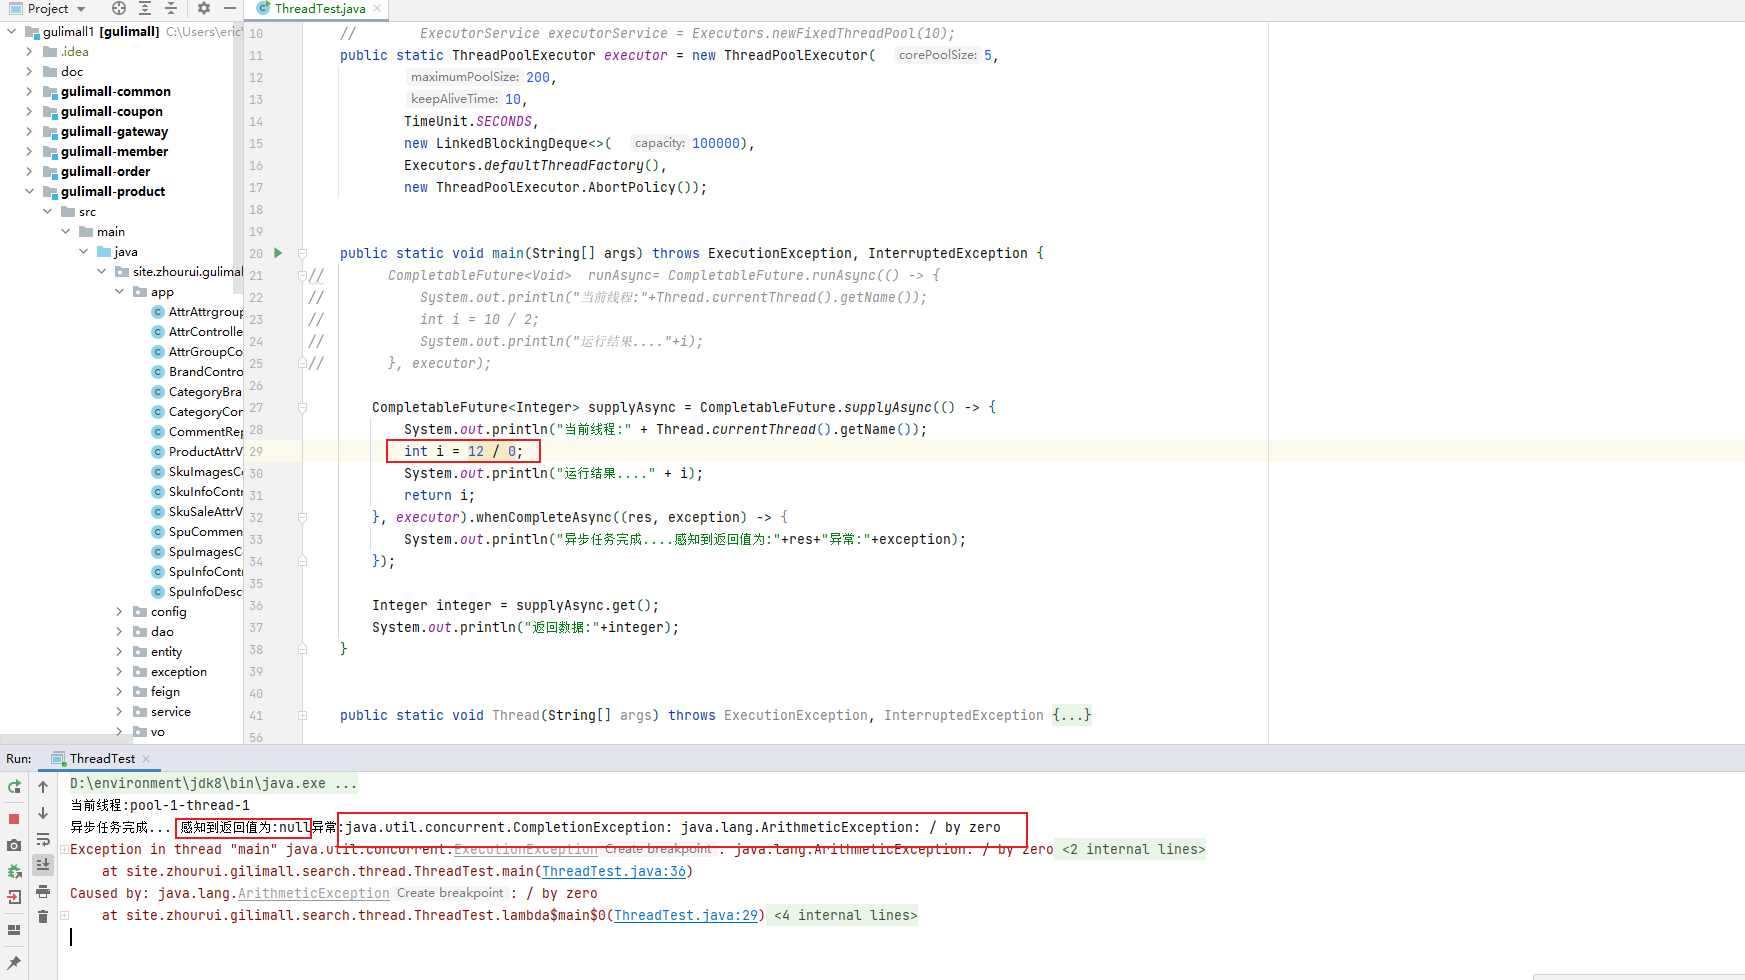 Project
ThreadTest.java
gulimall1 [gulimall] C:\Users\eric\
.idea
doc
gulimall-common
gulimall-coupon
gulimall-gateway
gulimall-member
gulimall-order
gulimall-product
src
main
java
site.zhourui.gulimal
app
AttrAttrgroup
AttrControlle
AttrGroupCo
BrandContro
CategoryBra
CategoryCon
CommentRep
ProductAttrV
SkuImagesCo
SkuInfoContr
SkuSaleAttrV
SpuCommen
SpuImagesCo
SpuInfoContr
SpuInfoDesc
config
dao
entity
exception
feign
service
vo
10 // ExecutorService executorService = Executors.newFixedThreadPool(10);
11 public static ThreadPoolExecutor executor = new ThreadPoolExecutor( corePoolSize: 5,
12 maximumPoolSize: 200,
13 keepAliveTime: 10,
14 TimeUnit.SECONDS,
15 new LinkedBlockingDeque<>( capacity: 100000),
16 Executors.defaultThreadFactory(),
17 new ThreadPoolExecutor.AbortPolicy());
18
19
20 public static void main(String[] args) throws ExecutionException, InterruptedException {
21 // CompletableFuture<Void> runAsync= CompletableFuture.runAsync(() -> {
22 // System.out.println("当前线程:"+Thread.currentThread().getName());
23 // int i = 10 / 2;
24 // System.out.println("运行结果...."+i);
25 // }, executor);
26
27 CompletableFuture<Integer> supplyAsync = CompletableFuture.supplyAsync(() -> {
28 System.out.println("当前线程:" + Thread.currentThread().getName());
29 int i = 12 / 0;
30 System.out.println("运行结果...." + i);
31 return i;
32 }, executor).whenCompleteAsync((res, exception) -> {
33 System.out.println("异步任务完成....感知到返回值为:"+res+"异常:"+exception);
34 });
35
36 Integer integer = supplyAsync.get();
37 System.out.println("返回数据:"+integer);
38 }
39
40
41 public static void Thread(String[] args) throws ExecutionException, InterruptedException {...}
56
Run: ThreadTest
D:\environment\jdk8\bin\java.exe ...
当前线程:pool-1-thread-1
异步任务完成...感知到返回值为:null异常:java.util.concurrent.CompletionException: java.lang.ArithmeticException: / by zero
Exception in thread "main" java.util.concurrent.ExecutionException Create breakpoint : java.lang.ArithmeticException: / by zero <2 internal lines>
at site.zhourui.gilimall.search.thread.ThreadTest.main(ThreadTest.java:36)
Caused by: java.lang.ArithmeticException Create breakpoint : / by zero
at site.zhourui.gilimall.search.thread.ThreadTest.lambda$main$0(ThreadTest.java:29) <4 internal lines>